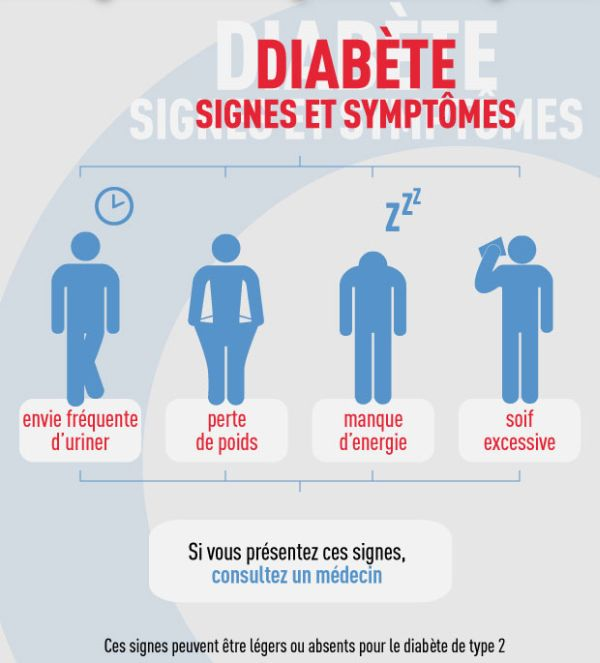 DIABÈTE
SIGNES ET SYMPTÔMES
zzz
envie fréquente
d'uriner
perte
de poids
manque
d'energie
soif
excessive
Si vous présentez ces signes,
consultez un médecin
Ces signes peuvent être légers ou absents pour le diabète de type 2